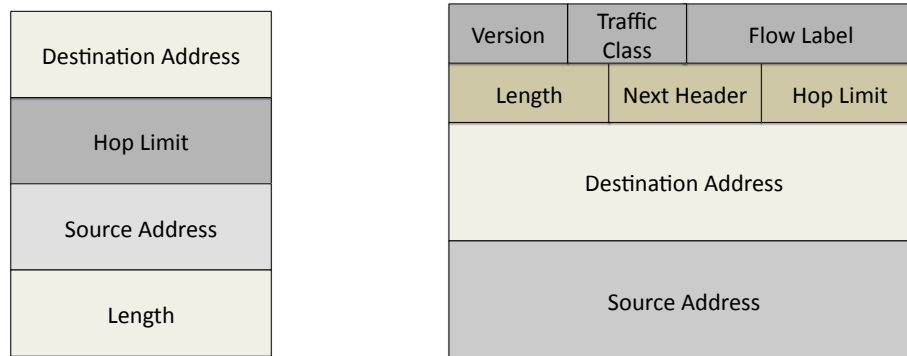 Destination Address
Hop Limit
Source Address
Length
Version
Traffic
Class
Flow Label
Length
Next Header
Hop Limit
Destination Address
Source Address